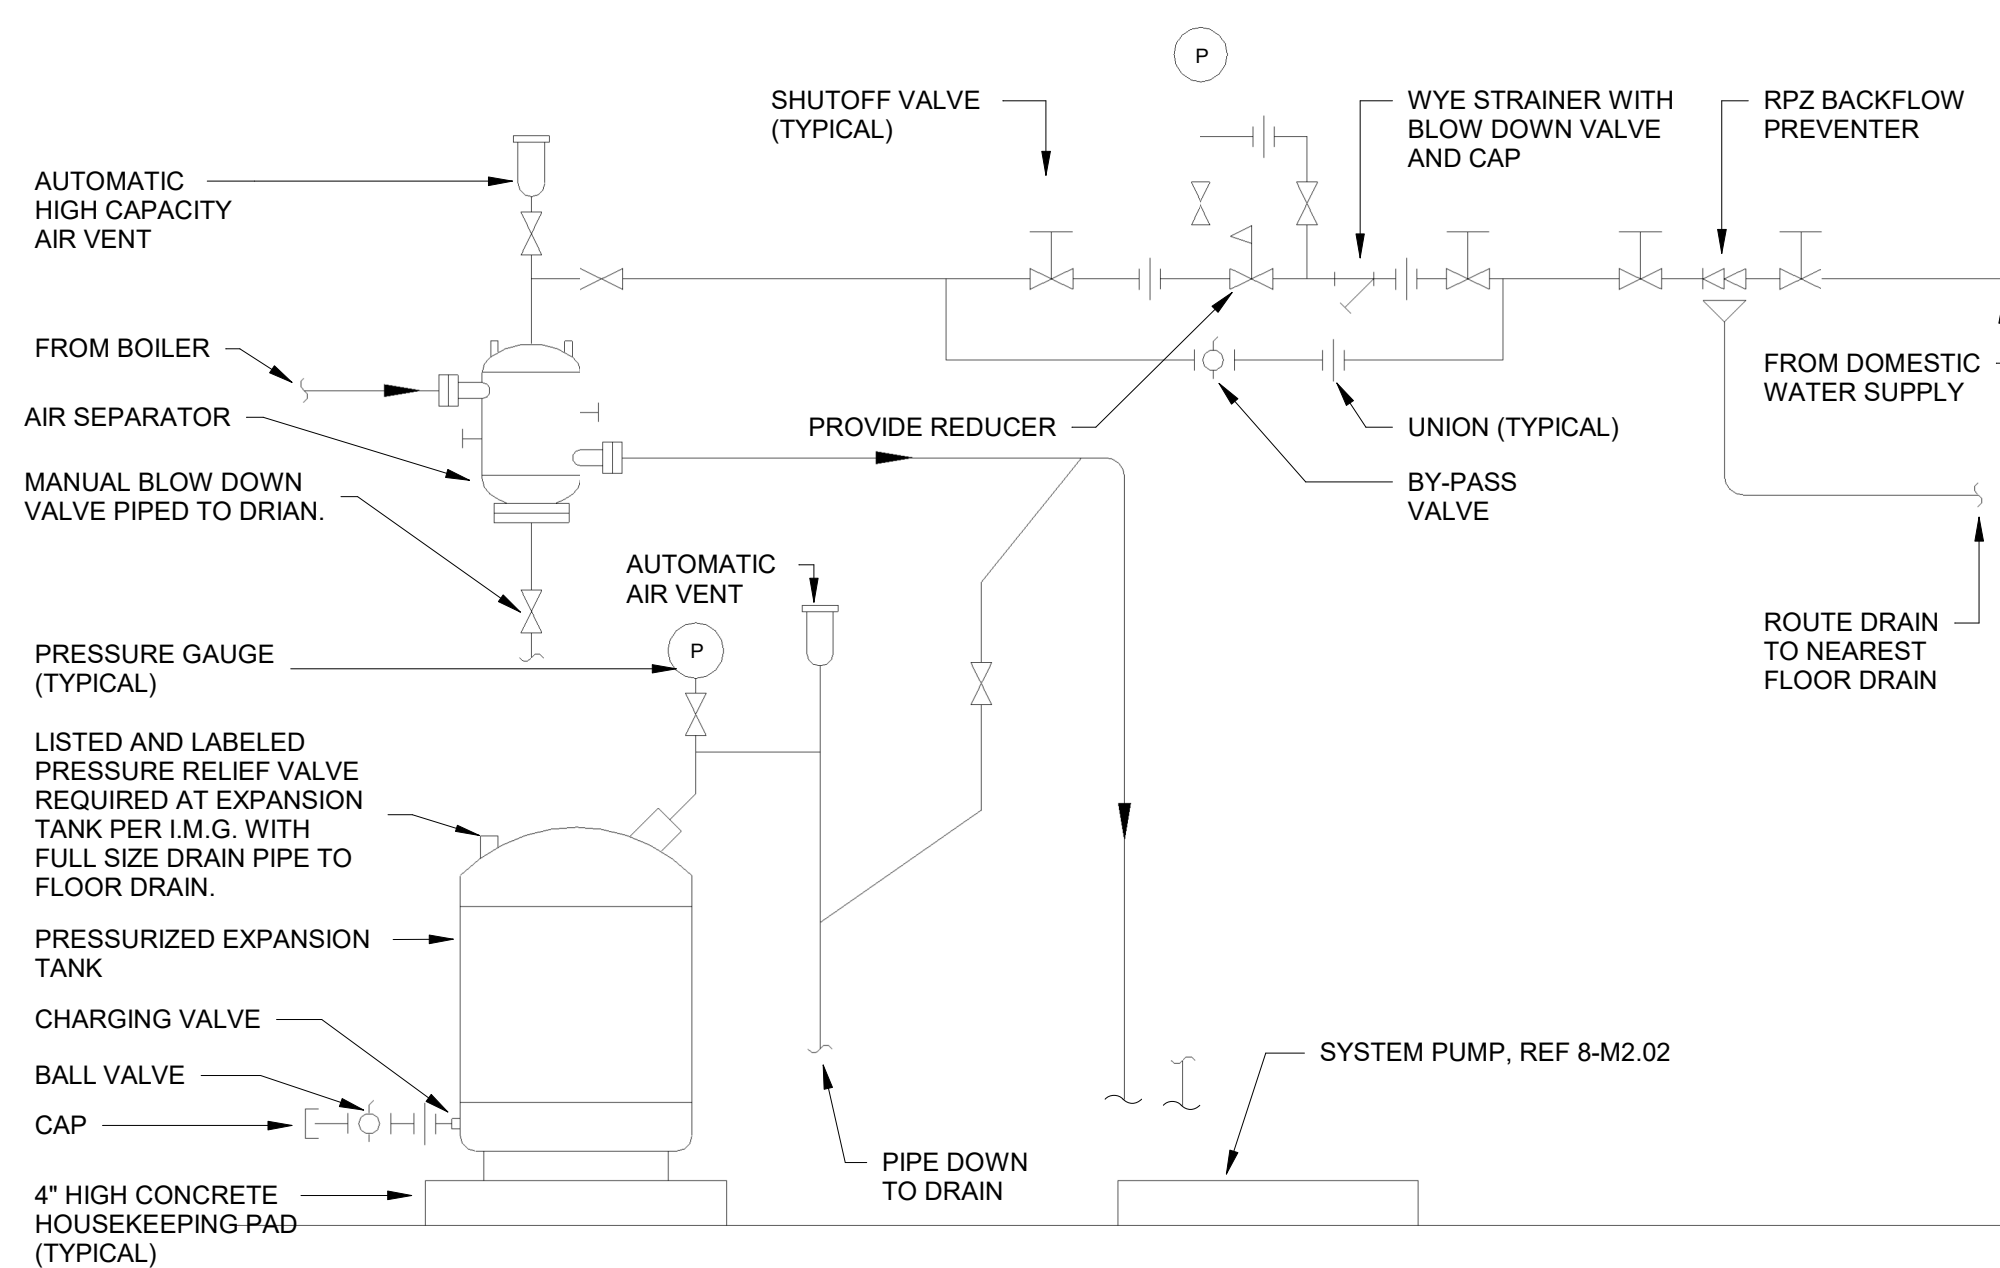 P
SHUTOFF VALVE
(TYPICAL)
WYE STRAINER WITH
BLOW DOWN VALVE
AND CAP
RPZ BACKFLOW
PREVENTER
AUTOMATIC
HIGH CAPACITY
AIR VENT
FROM BOILER
AIR SEPARATOR
MANUAL BLOW DOWN
VALVE PIPED TO DRIAN.
PROVIDE REDUCER
UNION (TYPICAL)
BY-PASS
VALVE
FROM DOMESTIC
WATER SUPPLY
AUTOMATIC
AIR VENT
PRESSURE GAUGE
(TYPICAL)
P
ROUTE DRAIN
TO NEAREST
FLOOR DRAIN
LISTED AND LABELED
PRESSURE RELIEF VALVE
REQUIRED AT EXPANSION
TANK PER I.M.G. WITH
FULL SIZE DRAIN PIPE TO
FLOOR DRAIN.
PRESSURIZED EXPANSION
TANK
CHARGING VALVE
BALL VALVE
CAP
SYSTEM PUMP, REF 8-M2.02
PIPE DOWN
TO DRAIN
4" HIGH CONCRETE
HOUSEKEEPING PAD
(TYPICAL)